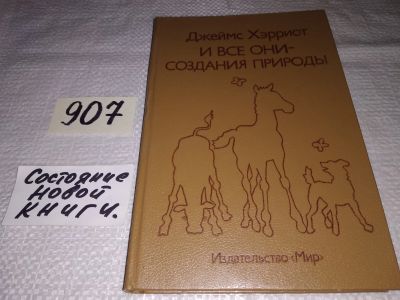 907
Состояние
новой
книги.
Джеймс Хэрриот
И ВСЕ ОНИ-
СОЗДАНИЯ ПРИРОДЫ
Издательство «Мир»